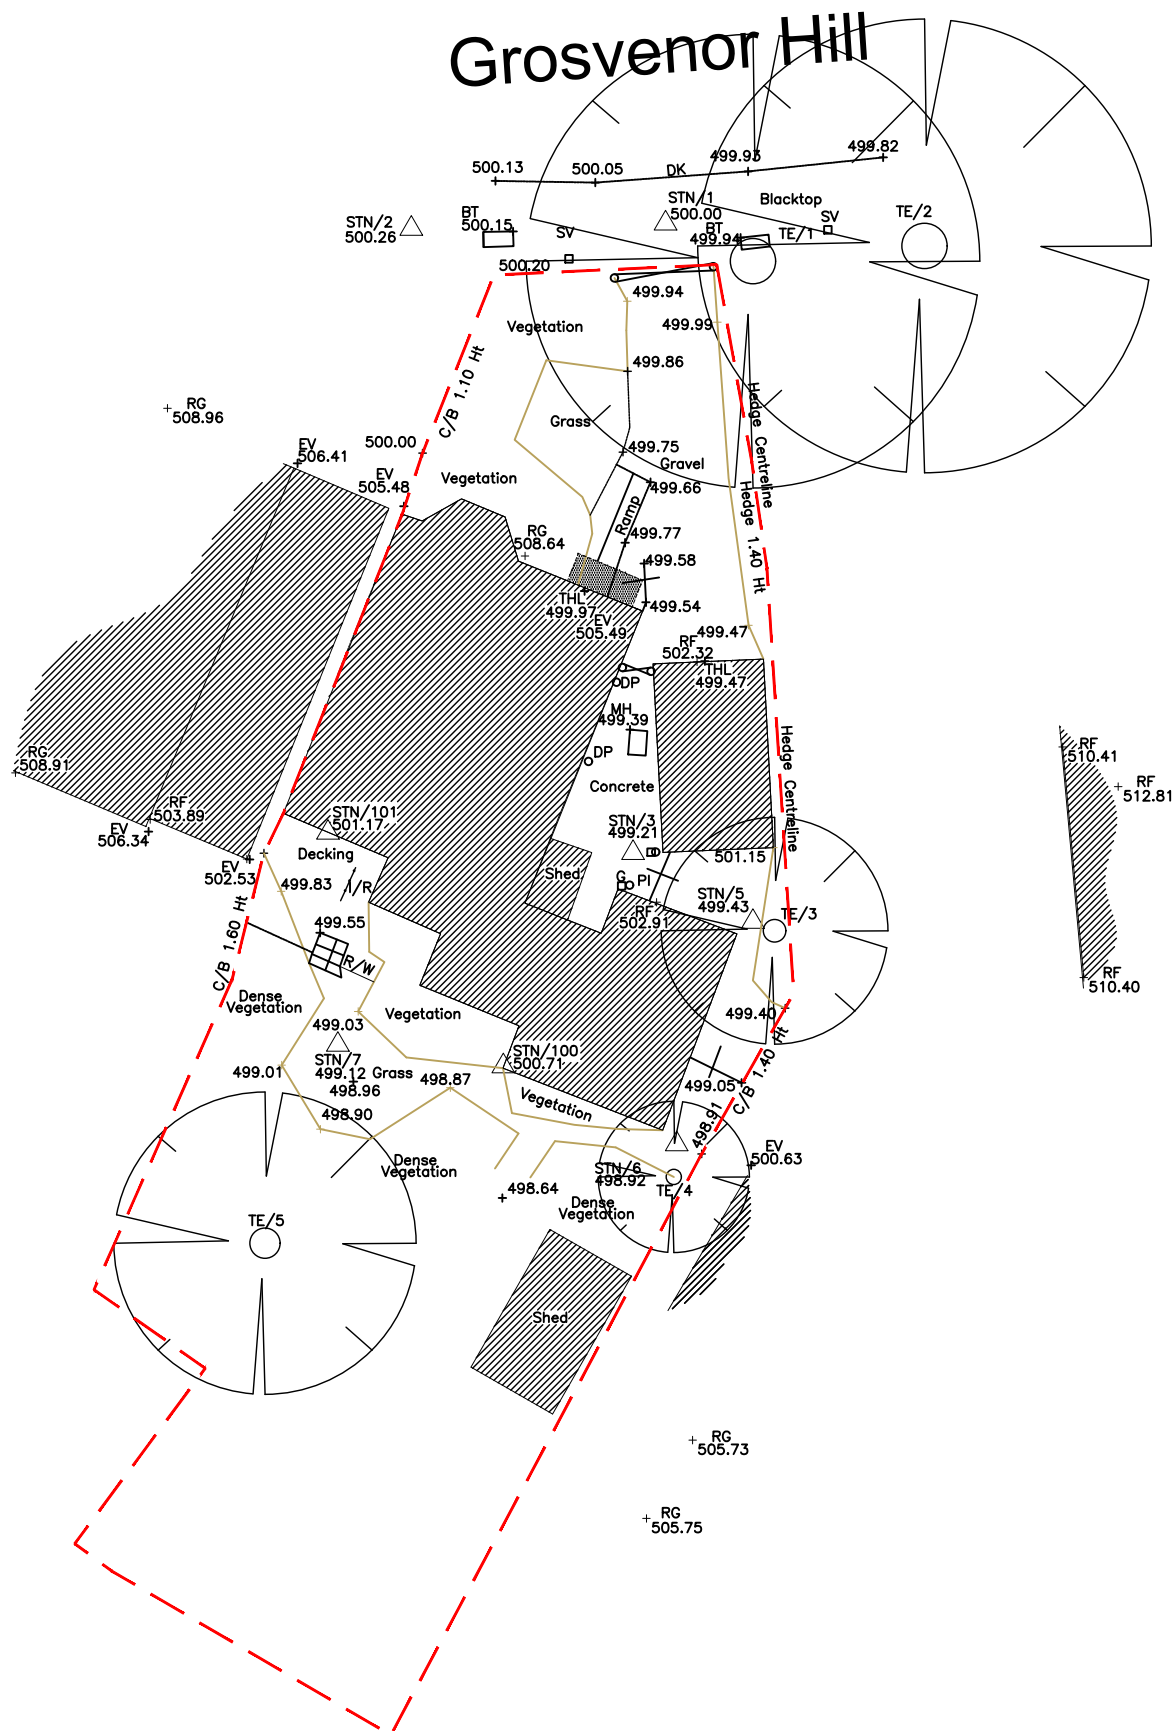 Grosvenor Hill
499.82
499.93
500.13
500.05
DK
STN/1
500.00
Blacktop
SV
TE/2
BT
500.15
STN/2
500.26
SV
BT
499.94
TE/1
500.20
499.94
499.99
Vegetation
499.86
C/B 1.10 Ht
Hedge Centreline
RG
508.96
Grass
500.00
499.75
Gravel
EV
506.41
EV
505.48
Vegetation
499.66
Hedge 1.40 Ht
Ramp
RG
508.64
499.77
499.58
THL
499.97
499.54
EV
505.49
499.47
RF
502.32
THL
499.47
DP
MH
499.39
Hedge Centreline
DP
RG
508.91
RF
510.41
RF
512.81
Concrete
RF
503.89
STN/101
501.17
STN/3
499.21
EV
506.34
Decking
501.15
EV
502.53
Shed
499.83
I/R
G
PI
STN/5
499.43
RF
502.91
TE/3
499.55
C/B 1.60 Ht
R/W
RF
510.40
Dense
Vegetation
Vegetation
499.40
499.03
STN/100
500.71
C/B 1.40 Ht
STN/7
499.12
499.01
Grass
498.87
499.05
498.96
Vegetation
498.90
498.91
EV
500.63
Dense
Vegetation
STN/6
498.92
498.64
TE/4
Dense
Vegetation
TE/5
Shed
RG
505.73
RG
505.75